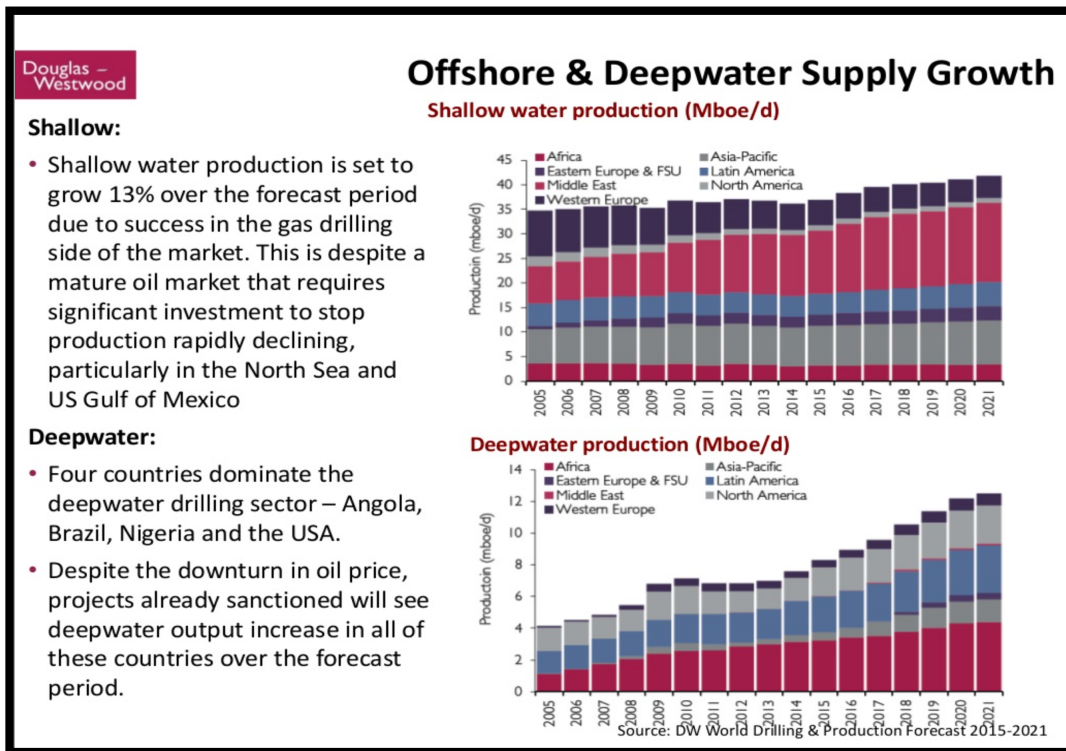 Douglas –
Westwood
Offshore & Deepwater Supply Growth
Shallow:
• Shallow water production is set to
grow 13% over the forecast period
due to success in the gas drilling
side of the market. This is despite a
mature oil market that requires
significant investment to stop
production rapidly declining,
particularly in the North Sea and
US Gulf of Mexico
Deepwater:
• Four countries dominate the
deepwater drilling sector – Angola,
Brazil, Nigeria and the USA.
• Despite the downturn in oil price,
projects already sanctioned will see
deepwater output increase in all of
these countries over the forecast
period.
Shallow water production (Mboe/d)
Productoin (mboe/d)
45
40
35
30
25
20
15
10
5
0
Africa Asia-Pacific
Eastern Europe & FSU Latin America
Middle East North America
Western Europe
2005 2006 2007 2008 2009 2010 2011 2012 2013 2014 2015 2016 2017 2018 2019 2020 2021
Deepwater production (Mboe/d)
Productoin (mboe/d)
14
12
10
8
6
4
2
0
Africa Asia-Pacific
Eastern Europe & FSU Latin America
Middle East North America
Western Europe
2005 2006 2007 2008 2009 2010 2011 2012 2013 2014 2015 2016 2017 2018 2019 2020 2021
Source: DW World Drilling & Production Forecast 2015-2021